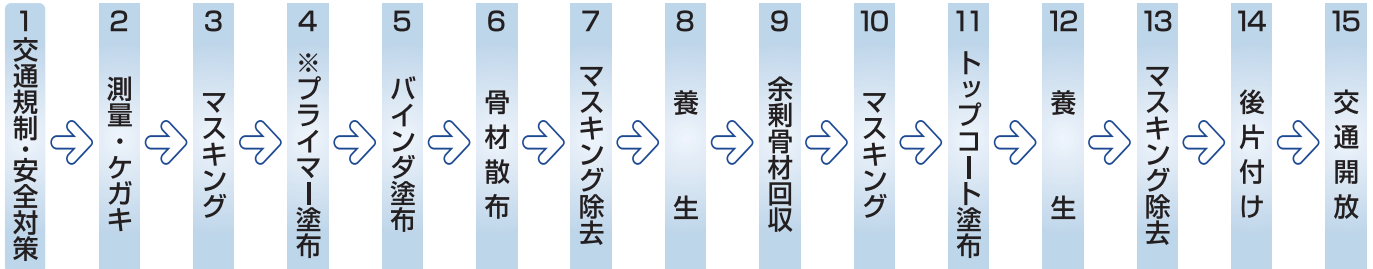 1 交通規制・安全対策
2 測量・ケガキ
3 マスキング
4 ※プライマー塗布
5 バインダ塗布
6 骨材散布
7 マスキング除去
8 養生
9 余剰骨材回収
10 マスキング
11 トップコート塗布
12 養生
13 マスキング除去
14 後片付け
15 交通開放